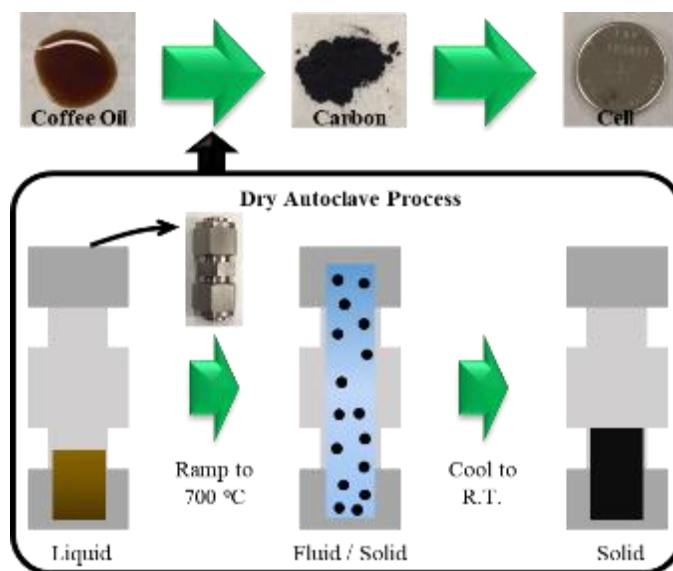 Coffee Oil
Carbon
Cell
Dry Autoclave Process
Ramp to
700 °C
Cool to
R.T.
Liquid
Fluid / Solid
Solid